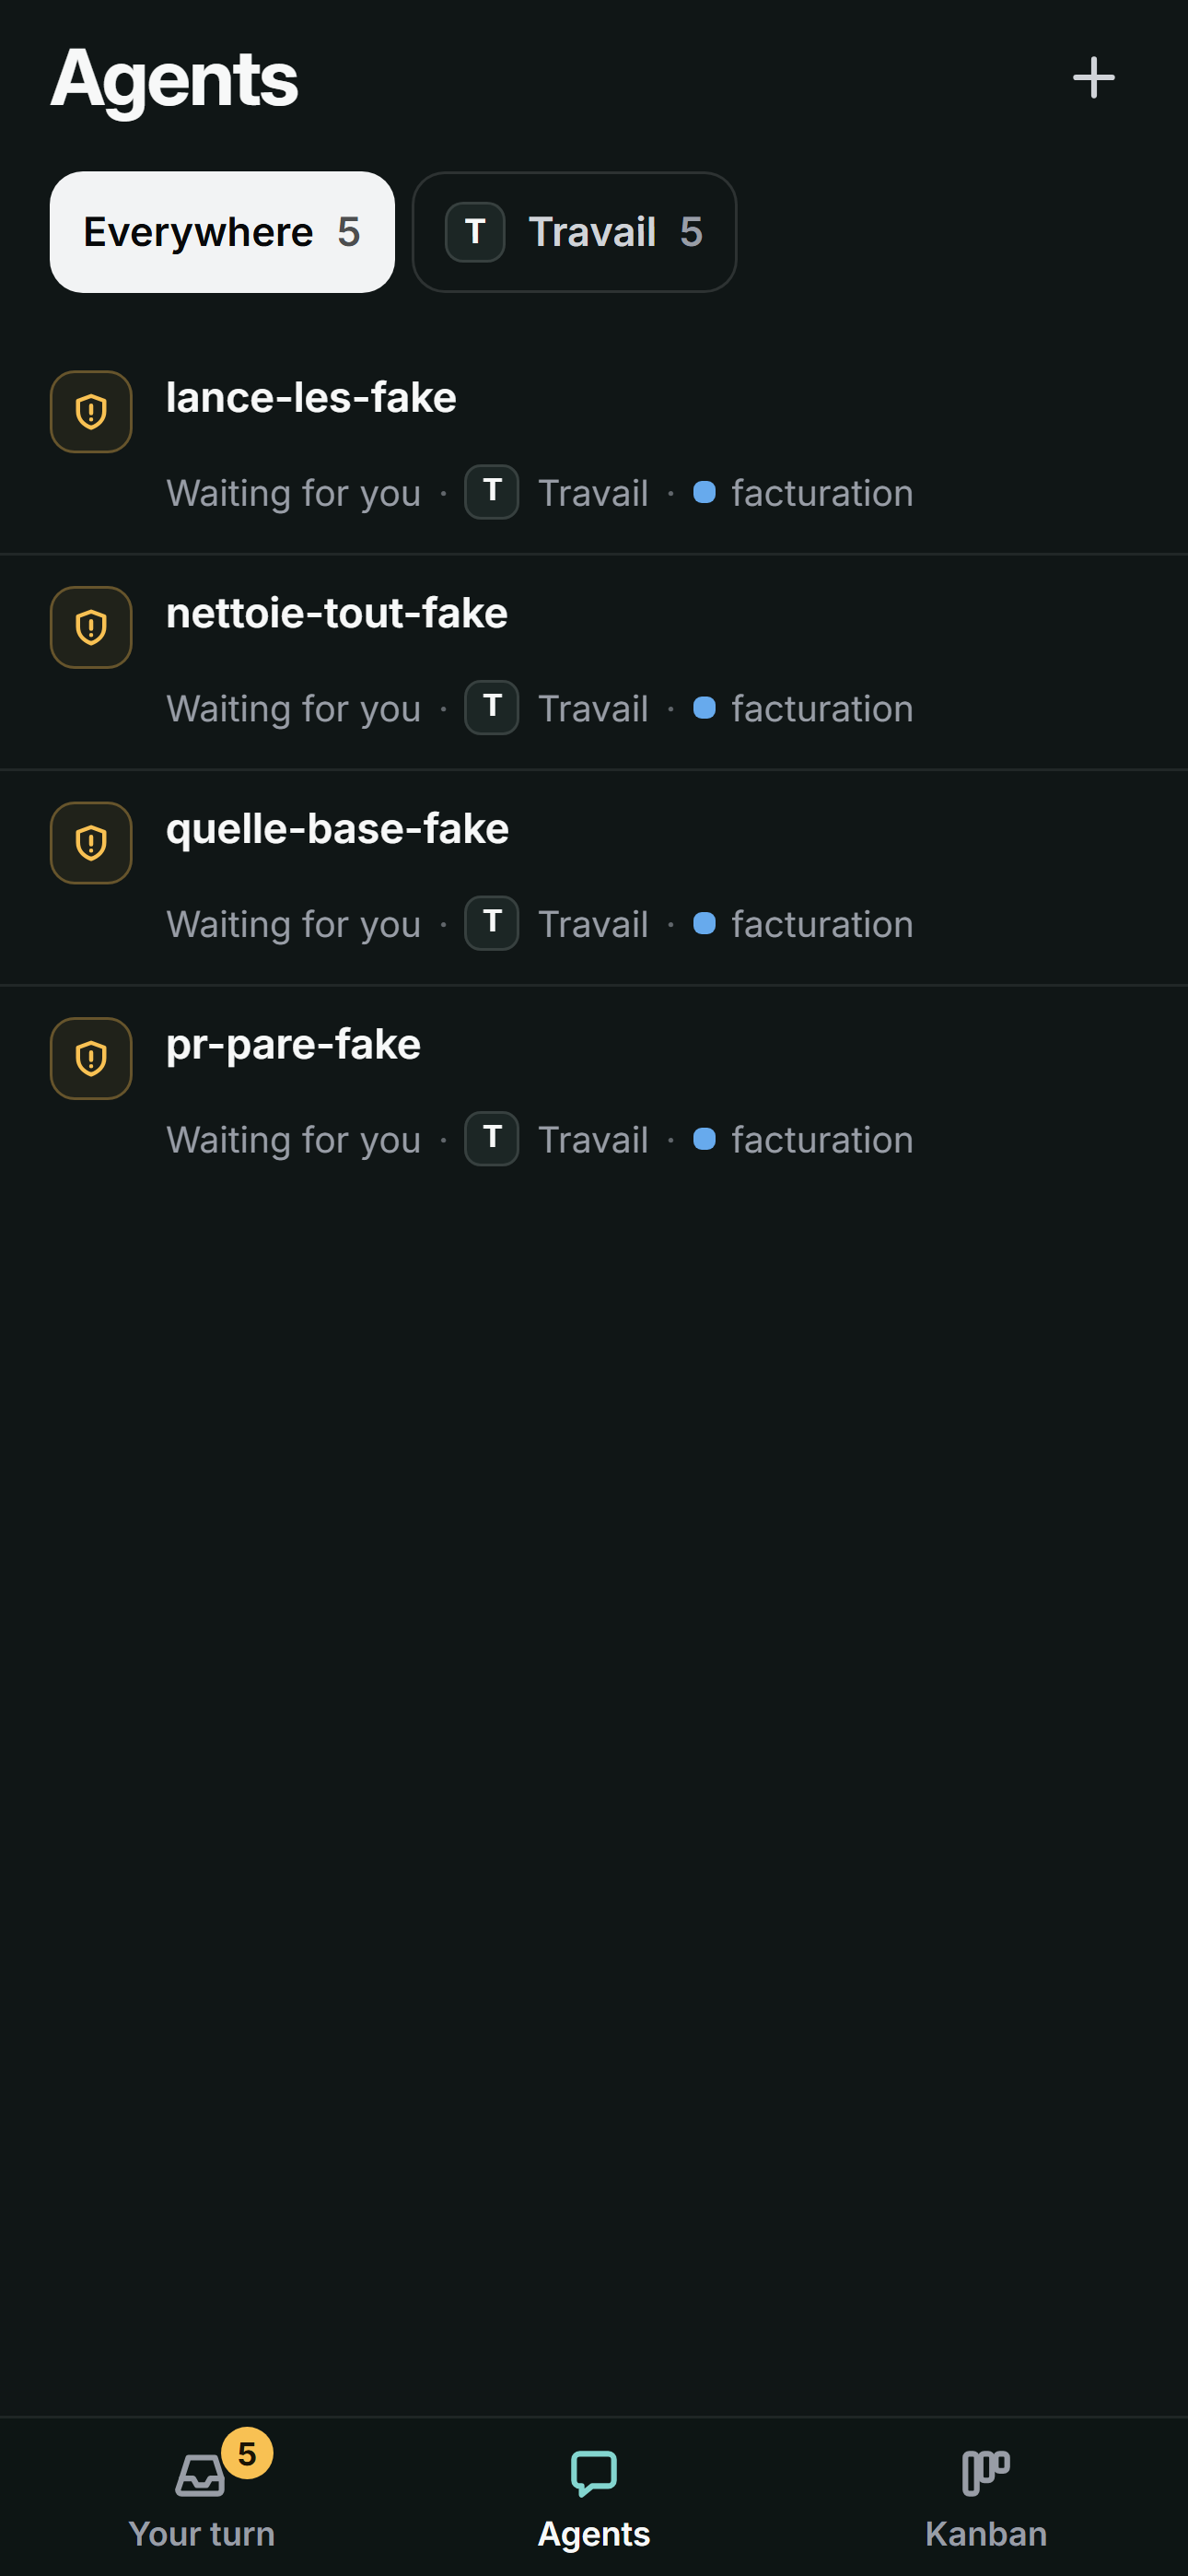 Agents
Everywhere 5
T Travail 5
lance-les-fake
Waiting for you · T Travail · facturation
nettoie-tout-fake
Waiting for you · T Travail · facturation
quelle-base-fake
Waiting for you · T Travail · facturation
pr-pare-fake
Waiting for you · T Travail · facturation
5
Your turn
Agents
Kanban